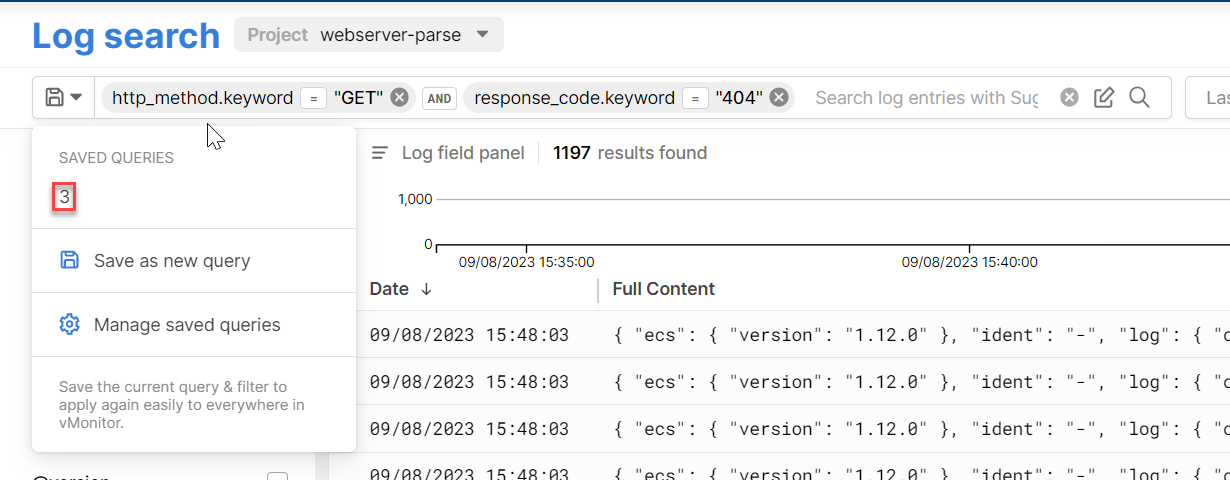 Log search
Project webserver-parse
http_method.keyword = "GET" AND response_code.keyword = "404" Search log entries with Sug
Las
SAVED QUERIES
3
Save as new query
Manage saved queries
Save the current query & filter to
apply again easily to everywhere in
vMonitor.
Log field panel 1197 results found
1,000
0
09/08/2023 15:35:00 09/08/2023 15:40:00
Date Full Content
09/08/2023 15:48:03 { "ecs": { "version": "1.12.0" }, "ident": "-", "log": { "o
09/08/2023 15:48:03 { "ecs": { "version": "1.12.0" }, "ident": "-", "log": {
09/08/2023 15:48:03 { "ecs": { "version": "1.12.0" }, "ident": "-", "log": {
09/08/2023 15:48:03 { "ecs": { "version": "1.12.0" }, "ident": "-", "log": {